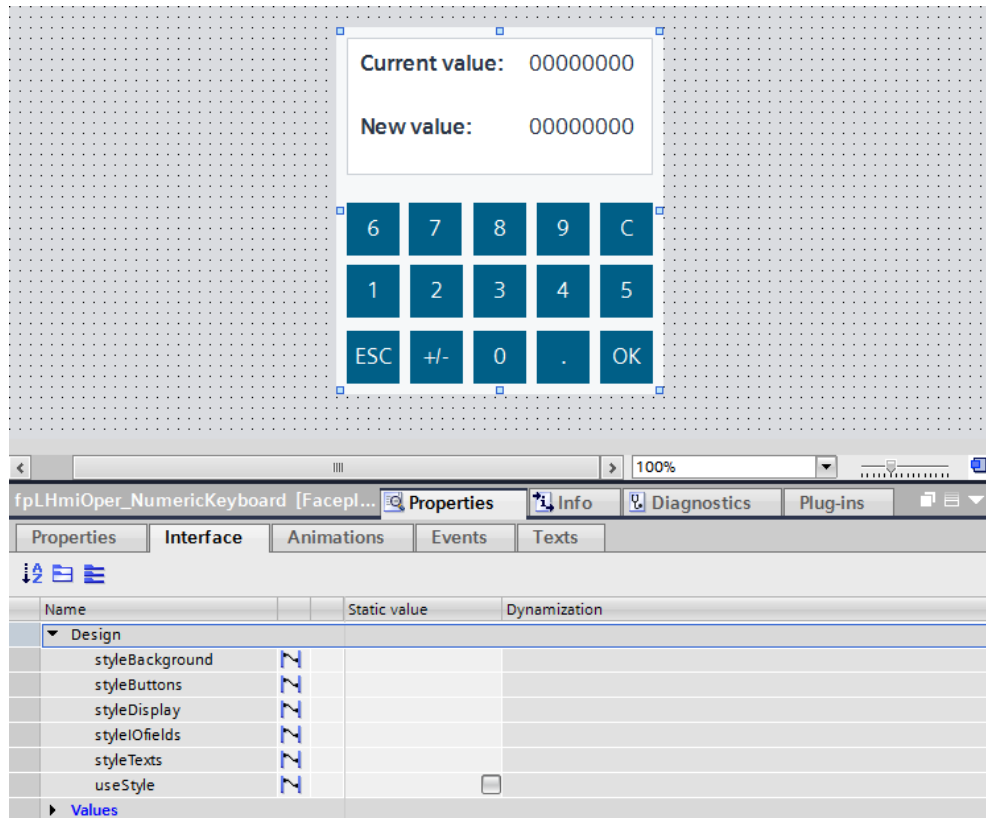 Current value: 00000000
New value: 00000000
6 7 8 9 C
1 2 3 4 5
ESC +/- 0 . OK
100%
fpLHmiOper_NumericKeyboard [Facepl... Properties Info Diagnostics Plug-ins
Properties Interface Animations Events Texts
Name Static value Dynamization
Design
styleBackground
styleButtons
styleDisplay
styleIOfields
styleTexts
useStyle
Values